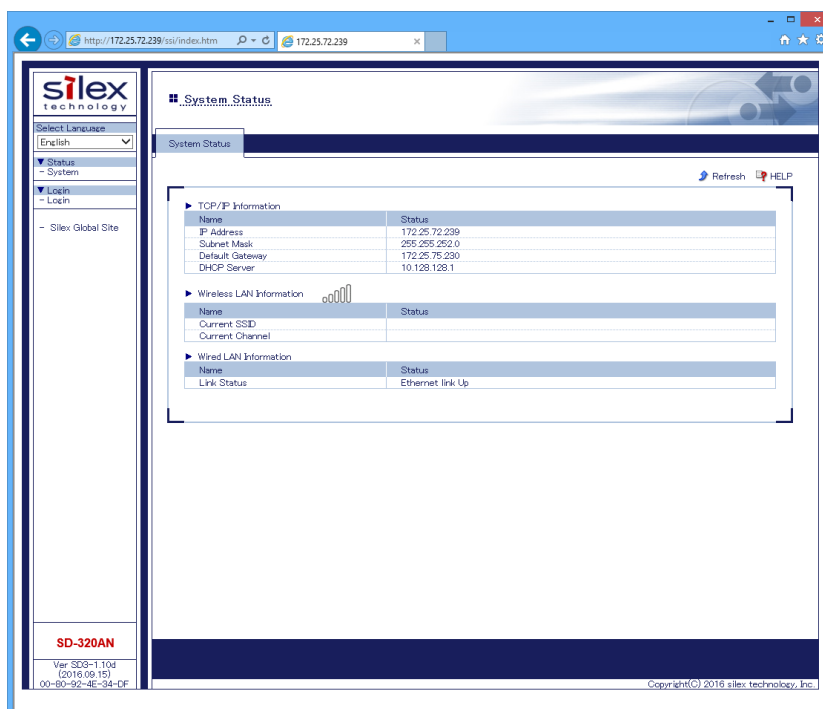 http://172.25.72.239/ssi/index.htm
172.25.72.239
silex
technology
Select Language
English
▼ Status
- System
▼ Login
- Login
- Silex Global Site
SD-320AN
Ver SD3-1.10d
(2016.09.15)
00-80-92-4E-34-DF
System Status
System Status
Refresh HELP
TCP/IP Information
Name Status
IP Address 172.25.72.239
Subnet Mask 255.255.252.0
Default Gateway 172.25.75.230
DHCP Server 10.128.128.1
Wireless LAN Information
Name Status
Current SSID
Current Channel
Wired LAN Information
Name Status
Link Status Ethernet link Up
Copyright(C) 2016 silex technology, Inc.